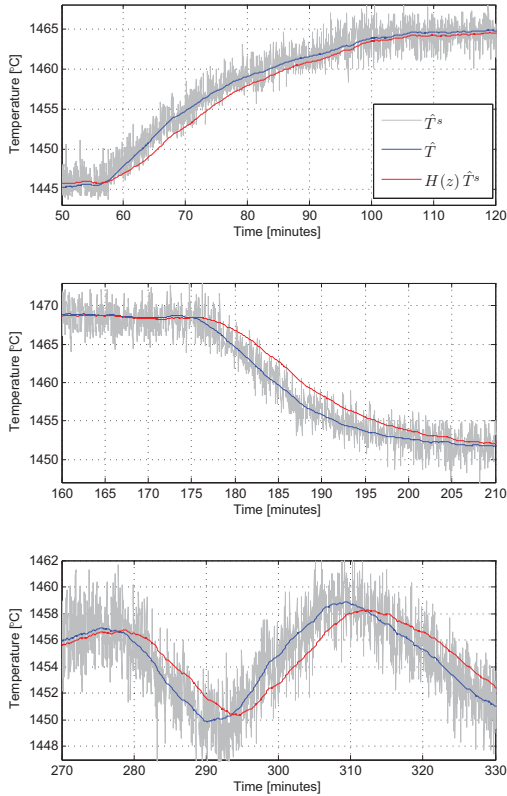 1465
1460
1455
1450
1445
Temperature [°C]
T̂ˢ
T̂
H(z) T̂ˢ
50 60 70 80 90 100 110 120
Time [minutes]
1470
1465
1460
1455
1450
Temperature [°C]
160 165 170 175 180 185 190 195 200 205 210
Time [minutes]
1462
1460
1458
1456
1454
1452
1450
1448
Temperature [°C]
270 280 290 300 310 320 330
Time [minutes]